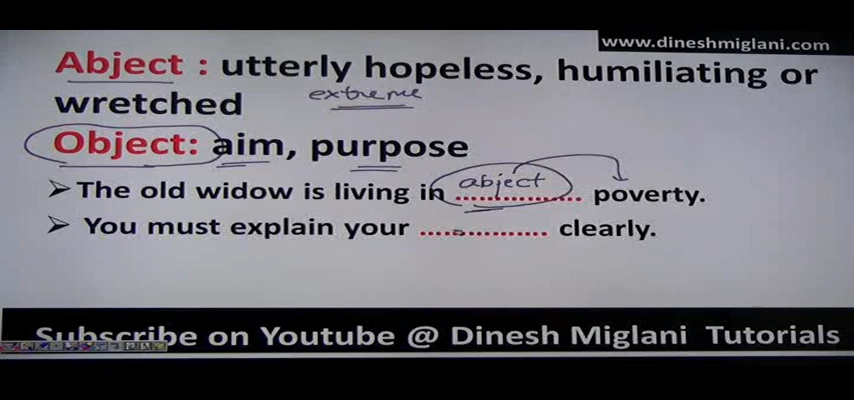 www.dineshmiglani.com
Abject : utterly hopeless, humiliating or
wretched extreme
Object: aim, purpose
➤ The old widow is living in abject ................ poverty.
➤ You must explain your ................ clearly.
Subscribe on Youtube @ Dinesh Miglani Tutorials